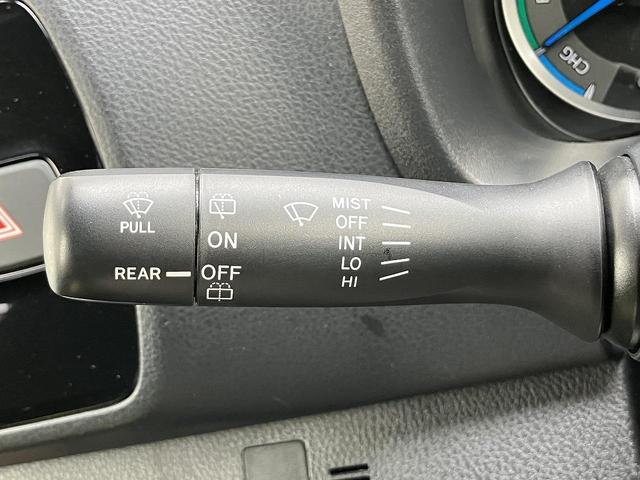 PULL
REAR
ON
OFF
MIST
OFF
INT
LO
HI
CHG